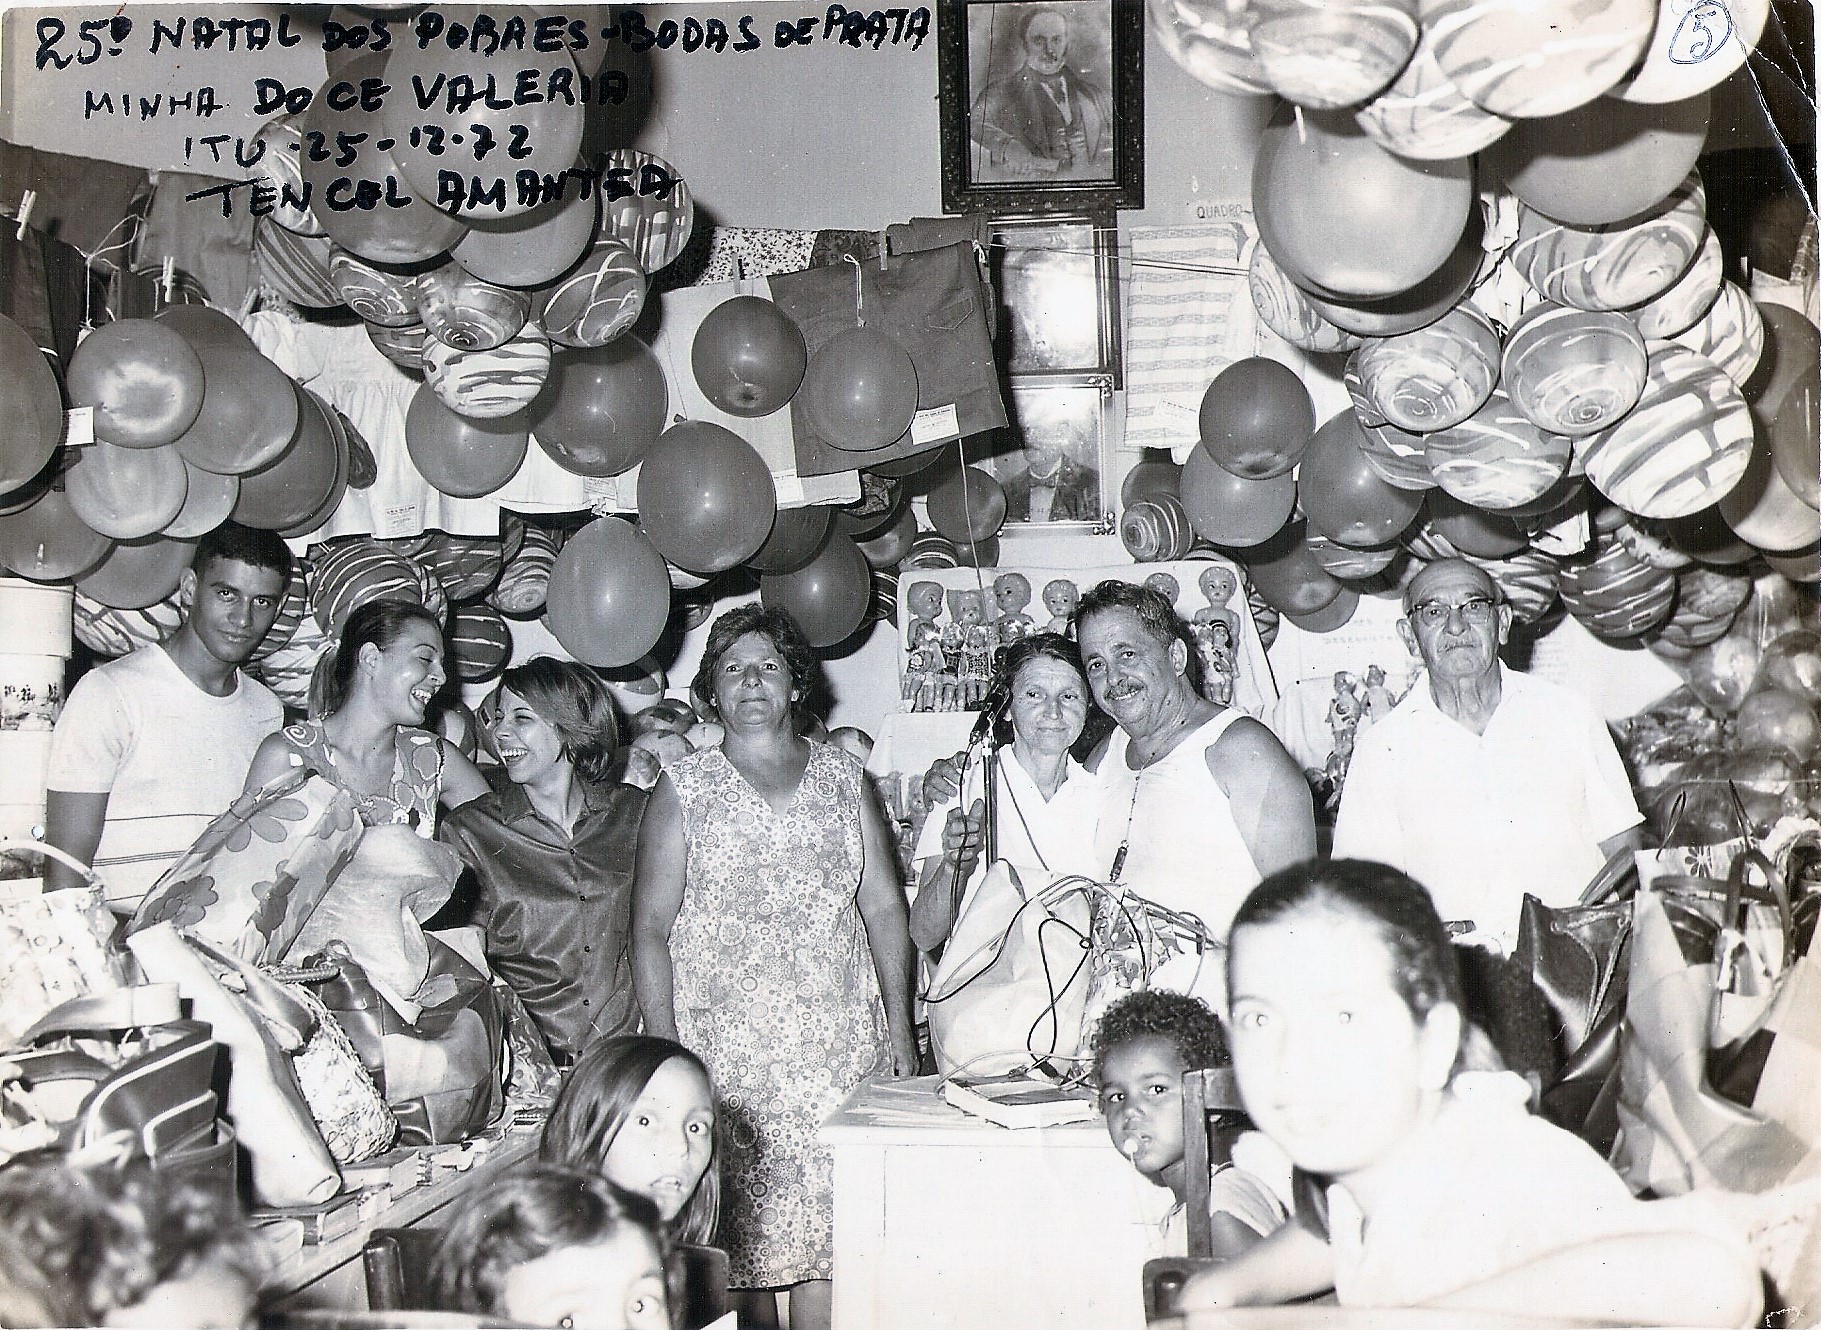 25º NATAL DOS POBRES - BODAS DE PRATA
MINHA DOCE VALERIA
ITU - 25 - 12 - 72
TEN CEL AMANTEA
5
QUADRO